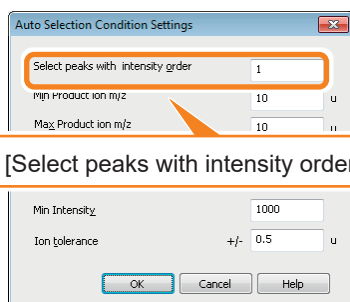 Auto Selection Condition Settings
Select peaks with intensity order 1
Min Product ion m/z 10 u
Max Product ion m/z 10 u
[Select peaks with intensity order
Min Intensity 1000
Ion tolerance +/- 0.5 u
OK Cancel Help